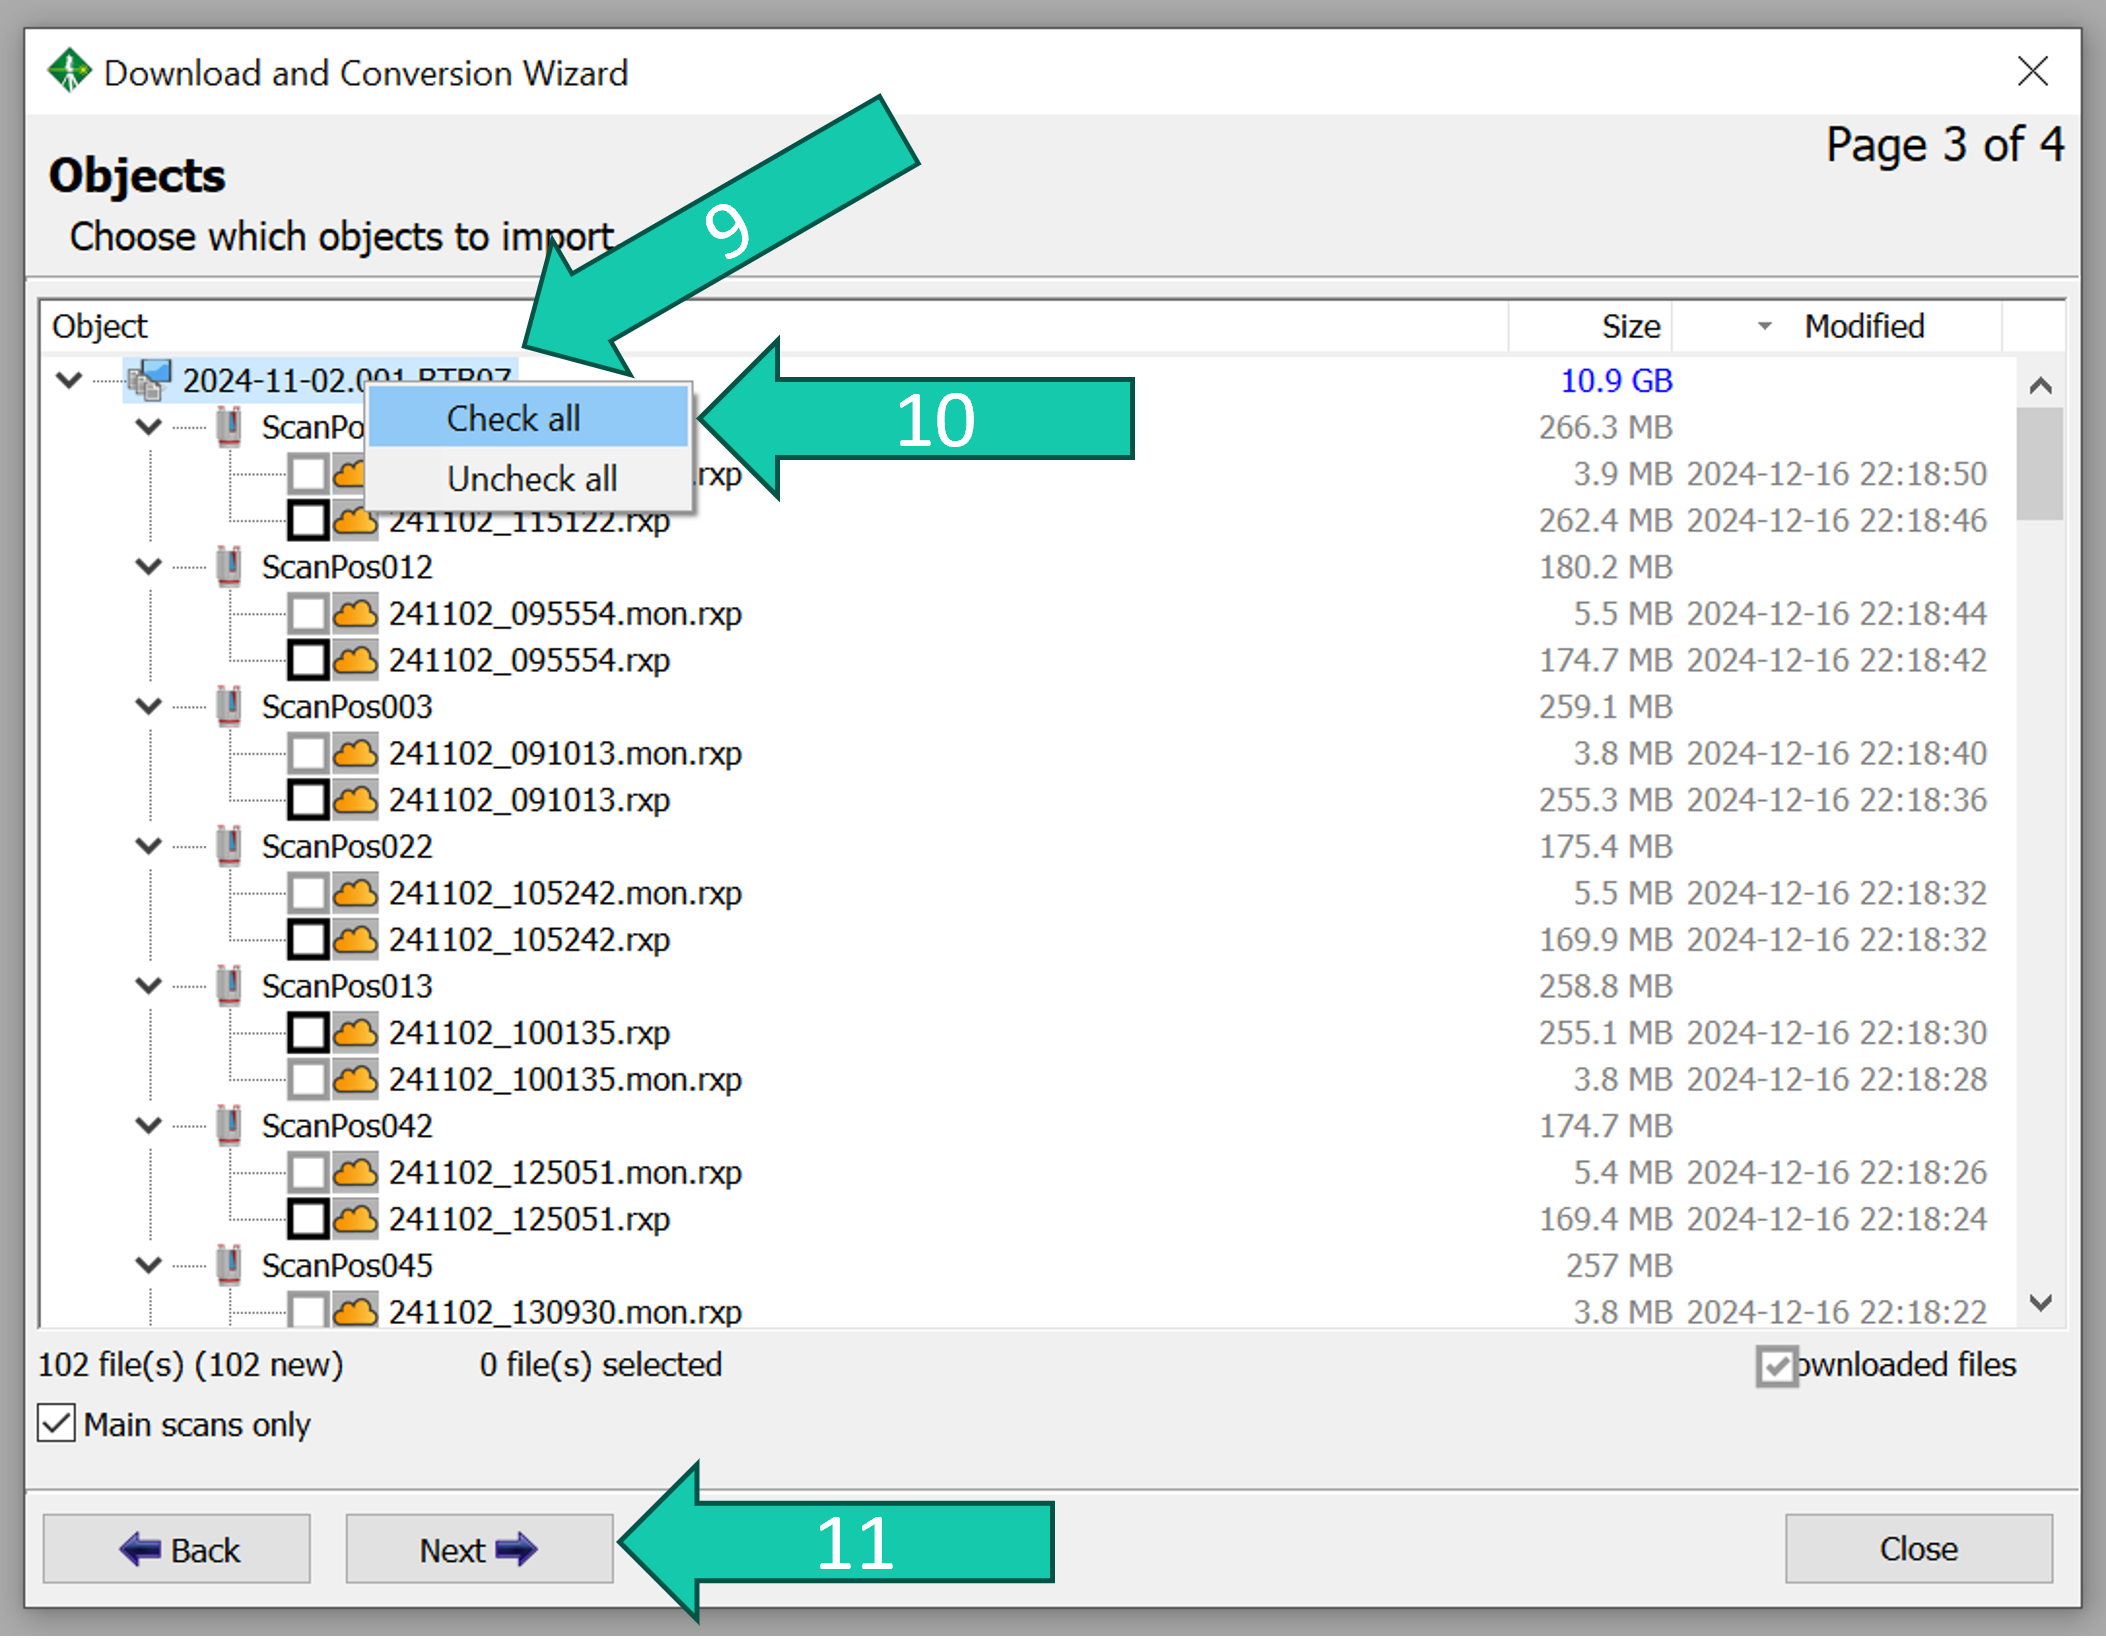 Download and Conversion Wizard
Page 3 of 4
Objects
Choose which objects to import
9
Object Size Modified
2024-11-02.001 RTB07 10.9 GB
Check all
10
266.3 MB
Uncheck all
.rxp 3.9 MB 2024-12-16 22:18:50
241102_115122.rxp 262.4 MB 2024-12-16 22:18:46
ScanPos012 180.2 MB
241102_095554.mon.rxp 5.5 MB 2024-12-16 22:18:44
241102_095554.rxp 174.7 MB 2024-12-16 22:18:42
ScanPos003 259.1 MB
241102_091013.mon.rxp 3.8 MB 2024-12-16 22:18:40
241102_091013.rxp 255.3 MB 2024-12-16 22:18:36
ScanPos022 175.4 MB
241102_105242.mon.rxp 5.5 MB 2024-12-16 22:18:32
241102_105242.rxp 169.9 MB 2024-12-16 22:18:32
ScanPos013 258.8 MB
241102_100135.rxp 255.1 MB 2024-12-16 22:18:30
241102_100135.mon.rxp 3.8 MB 2024-12-16 22:18:28
ScanPos042 174.7 MB
241102_125051.mon.rxp 5.4 MB 2024-12-16 22:18:26
241102_125051.rxp 169.4 MB 2024-12-16 22:18:24
ScanPos045 257 MB
241102_130930.mon.rxp 3.8 MB 2024-12-16 22:18:22
102 file(s) (102 new) 0 file(s) selected ownloaded files
Main scans only
Back Next 11 Close